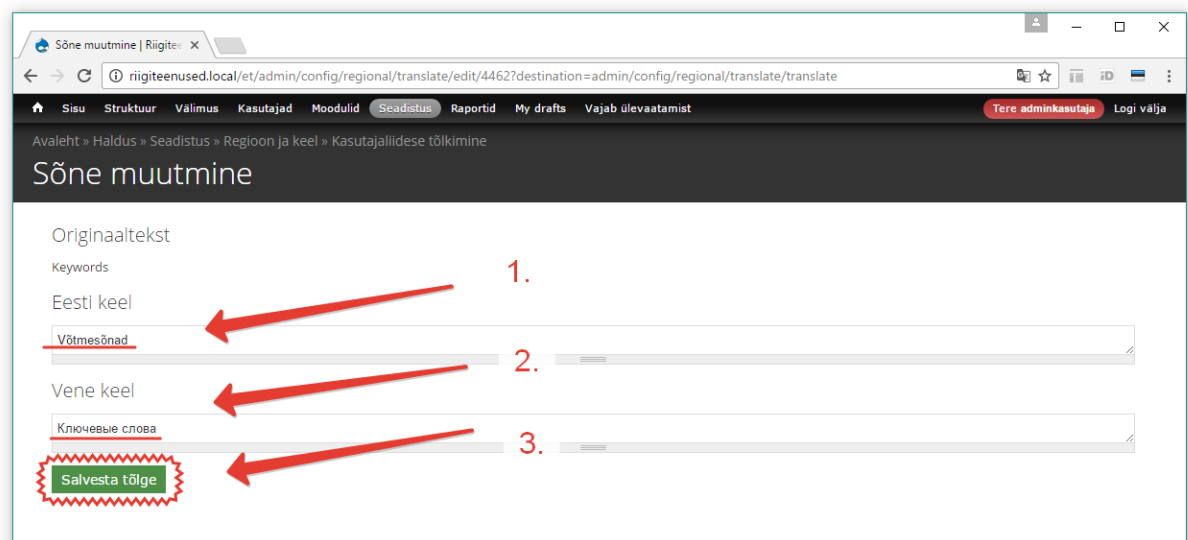 Sõne muutmine | Riigitee
riigiteenused.local/et/admin/config/regional/translate/edit/4462?destination=admin/config/regional/translate/translate
iD
Sisu Struktuur Välimus Kasutajad Moodulid Seadistus Raportid My drafts Vajab ülevaatamist Tere adminkasutaja Logi välja
Avaleht » Haldus » Seadistus » Regioon ja keel » Kasutajaliidese tõlkimine
Sõne muutmine
Originaaltekst
Keywords
1.
Eesti keel
Võtmesõnad
2.
Vene keel
Ключевые слова
3.
Salvesta tõlge